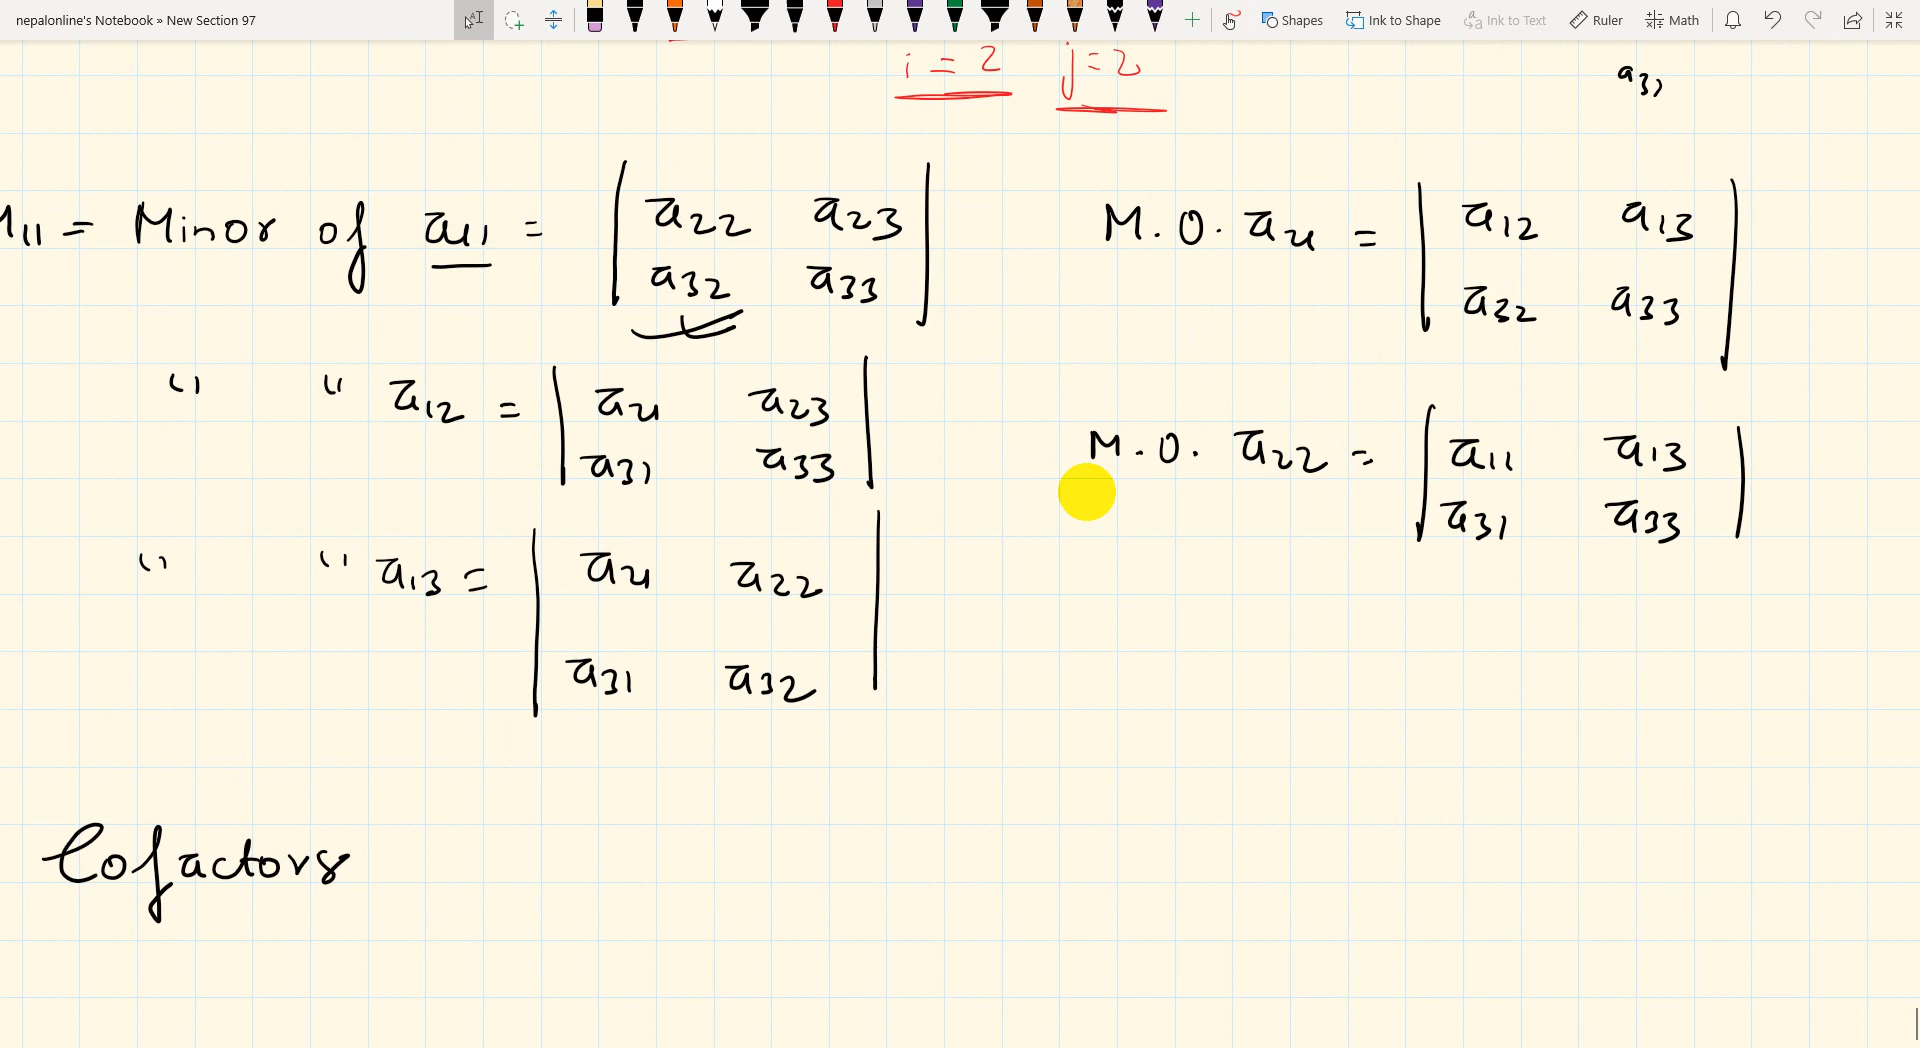 nepalonline's Notebook » New Section 97
Shapes Ink to Shape Ink to Text Ruler Math
i = 2 j = 2
a31
M11 = Minor of a11 = | a22 a23 |
| a32 a33 |
" " a12 = | a21 a23 |
| a31 a33 |
" " a13 = | a21 a22 |
| a31 a32 |
M.O. a21 = | a12 a13 |
| a32 a33 |
M.O. a22 = | a11 a13 |
| a31 a33 |
Cofactors